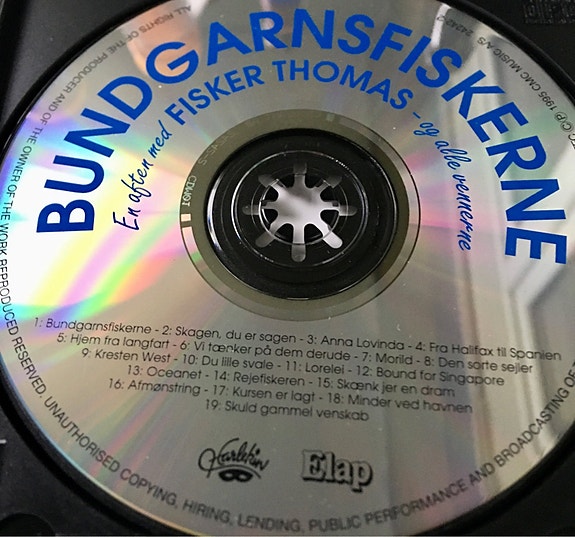 BUNDGARNSFISKERNE
En aften med FISKER THOMAS - og alle vennerne
1: Bundgarnsfiskerne - 2: Skagen, du er sagen - 3: Anna Lovinda - 4: Fra Halifax til Spanien
5: Hjem fra langfart - 6: Vi tænker på dem derude - 7: Morild - 8: Den sorte sejler
9: Kresten West - 10: Du lille svale - 11: Lorelei - 12: Bound for Singapore
13: Oceanet - 14: Rejefiskeren - 15: Skænk jer en dram
16: Afmønstring - 17: Kursen er lagt - 18: Minder ved havnen
19: Skuld gammel venskab
Harlekin
Elap
ALL RIGHTS OF THE PRODUCER AND OF THE OWNER OF THE WORK REPRODUCED RESERVED, UNAUTHORISED COPYING, HIRING, LENDING, PUBLIC PERFORMANCE AND BROADCASTING OF
1995 CMC MUSIC A/S